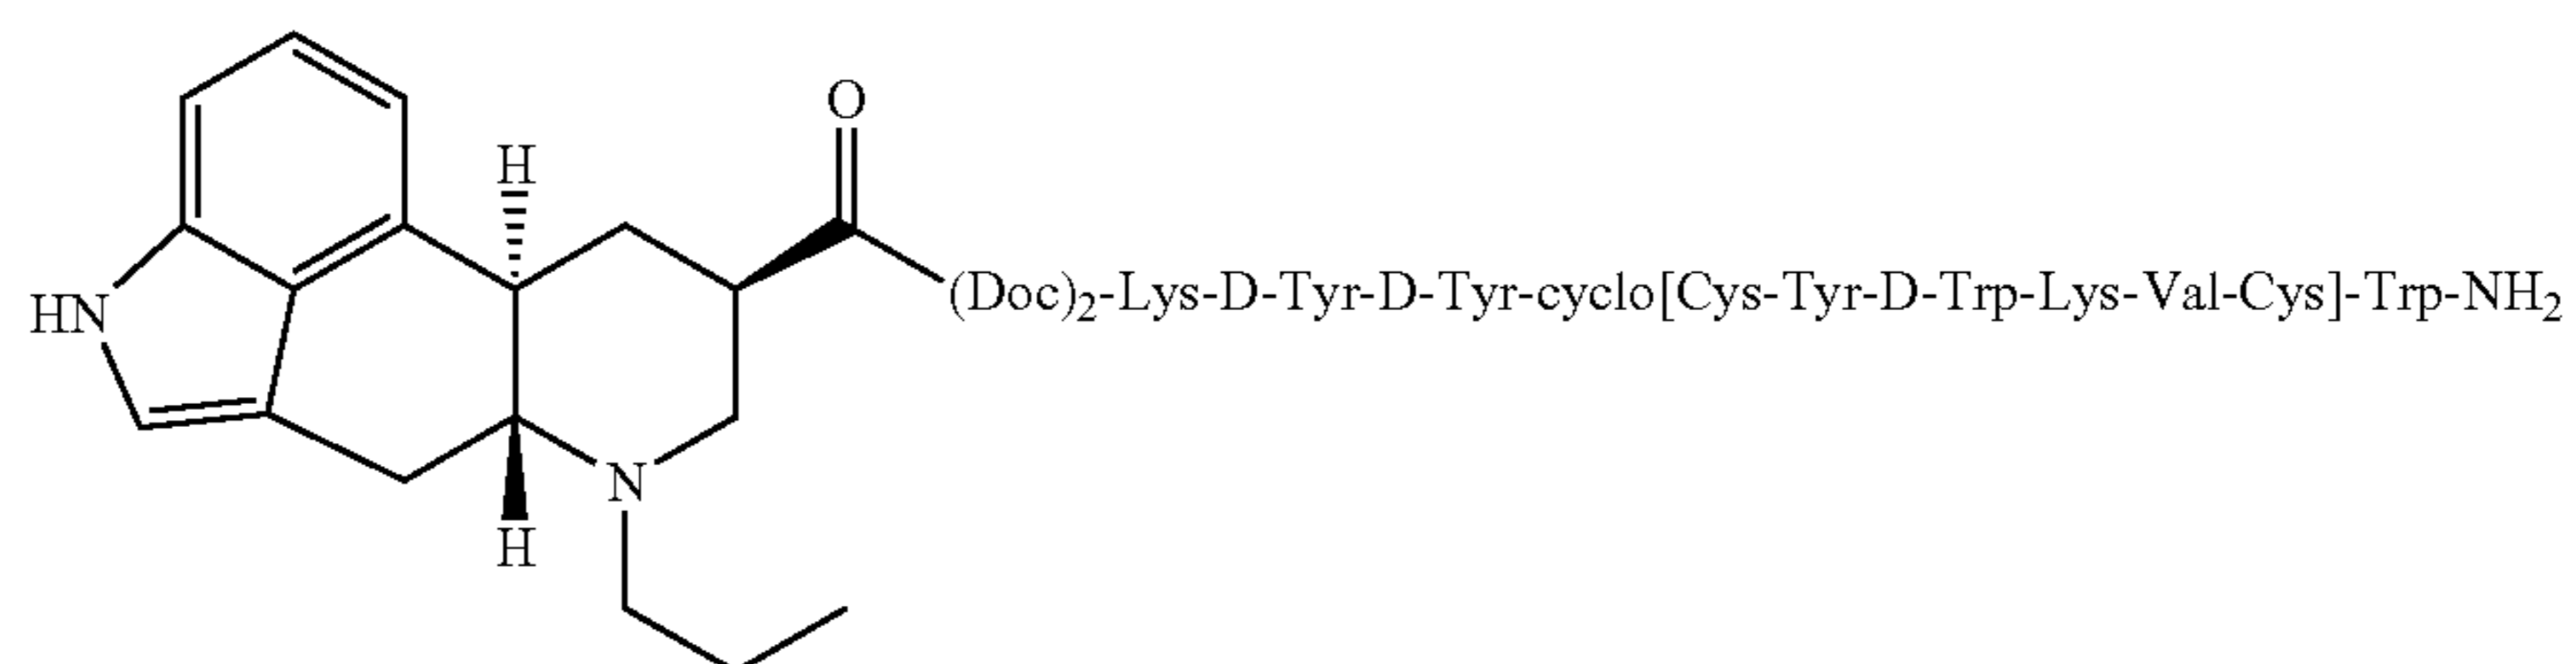 O
H
(Doc)₂-Lys-D-Tyr-D-Tyr-cyclo[Cys-Tyr-D-Trp-Lys-Val-Cys]-Trp-NH₂
HN
N
H